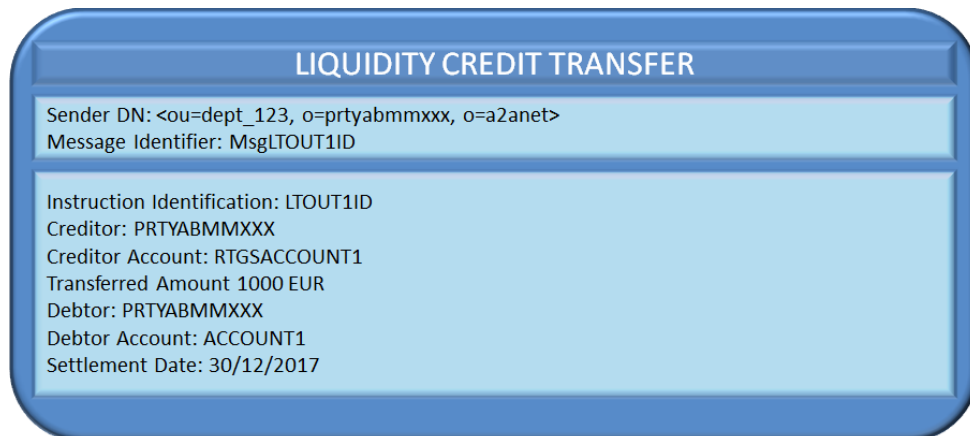 LIQUIDITY CREDIT TRANSFER
Sender DN: <ou=dept_123, o=prtyabmmxxx, o=a2anet>
Message Identifier: MsgLTOUT1ID
Instruction Identification: LTOUT1ID
Creditor: PRTYABMMXXX
Creditor Account: RTGSACCOUNT1
Transferred Amount 1000 EUR
Debtor: PRTYABMMXXX
Debtor Account: ACCOUNT1
Settlement Date: 30/12/2017